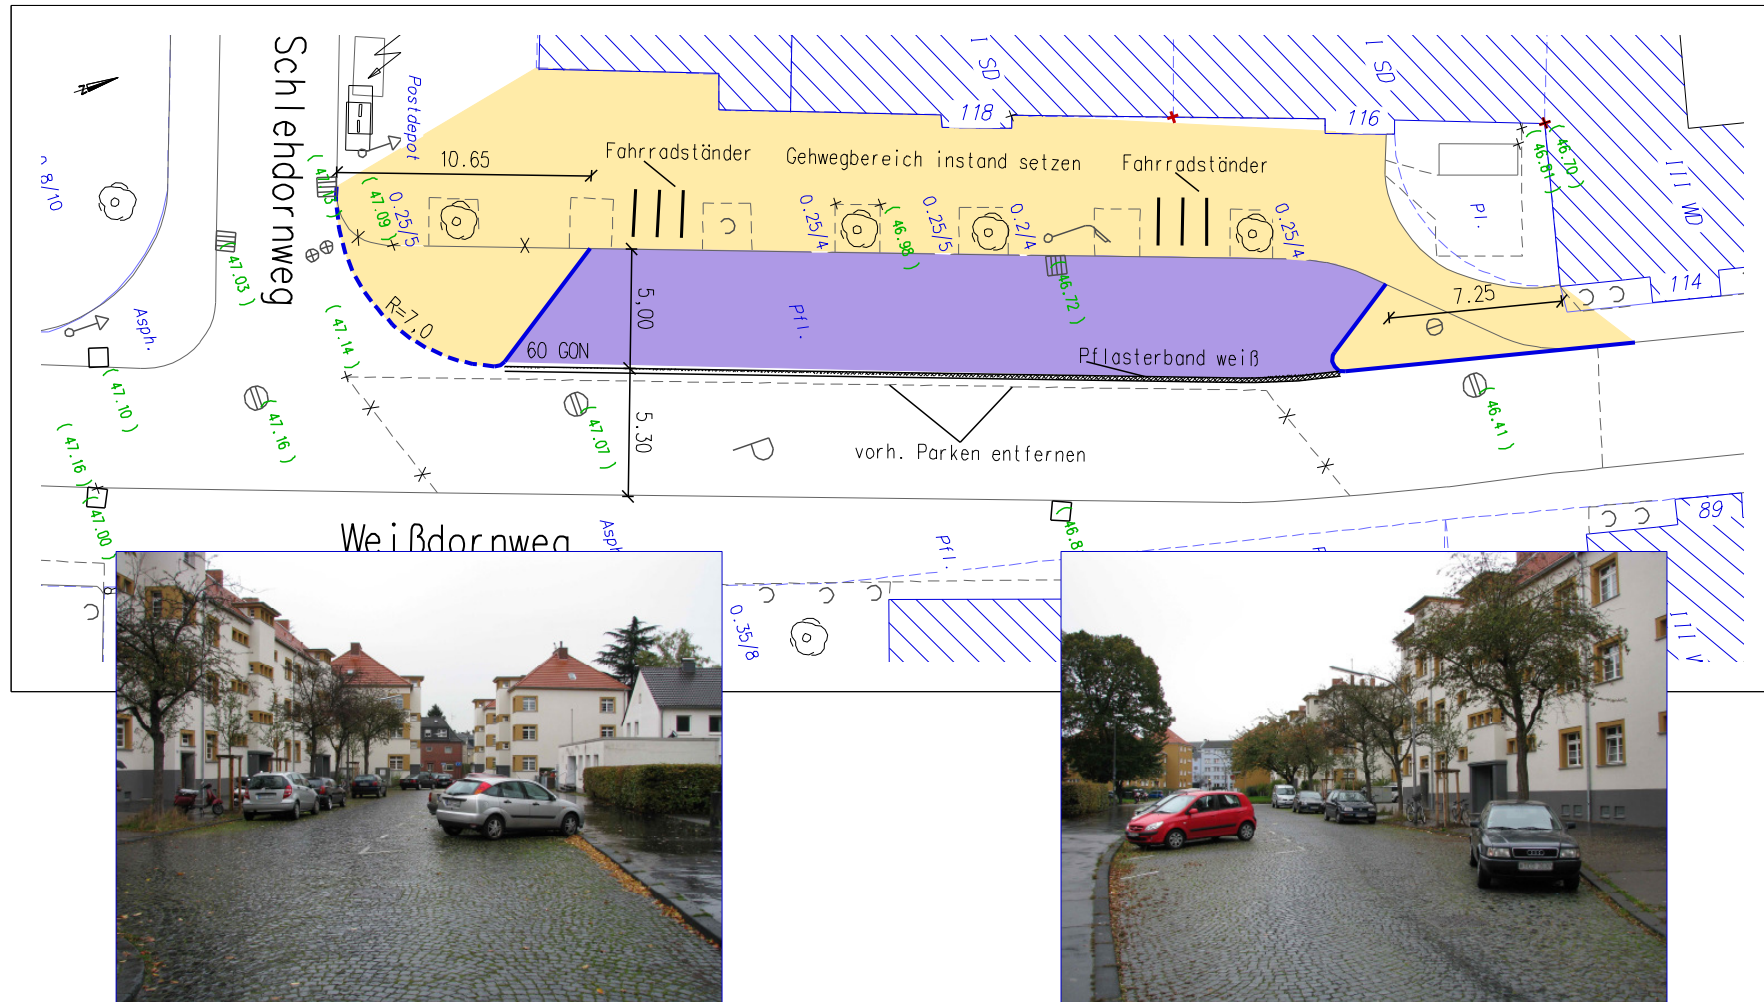 Schlehdornweg
Postdepot
I SD
I SD
118
116
III WD
114
10.65
Fahrradständer
Gehwegbereich instand setzen
Fahrradständer
( 46.70 )
( 46.81 )
8/10
( 47.09 )
0.25/5
0.25/4
( 46.98 )
0.25/5
0.2/4
0.25/4
Pl.
( 47.03 )
R=7,0
5,00
Pfl.
( 46.72 )
7.25
Asph.
( 47.14 )
60 GON
Pflasterband weiß
( 47.10 )
( 47.16 )
( 47.07 )
5.30
P
vorh. Parken entfernen
( 46.41 )
( 47.16 )
( 47.00 )
Weißdornweg
Asph
Pfl.
( 46.8
89
0.35/8
III V